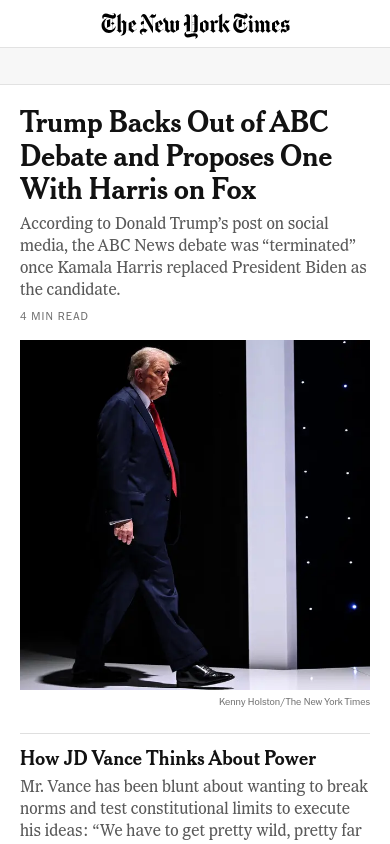 The New York Times
Trump Backs Out of ABC
Debate and Proposes One
With Harris on Fox
According to Donald Trump’s post on social
media, the ABC News debate was “terminated”
once Kamala Harris replaced President Biden as
the candidate.
4 MIN READ
Kenny Holston/The New York Times
How JD Vance Thinks About Power
Mr. Vance has been blunt about wanting to break
norms and test constitutional limits to execute
his ideas: “We have to get pretty wild, pretty far